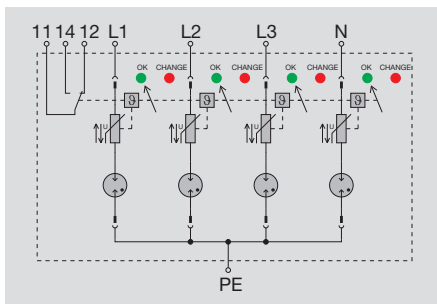 11 14 12 L1 L2 L3 N
OK CHANGE OK CHANGE OK CHANGE OK CHANGE
ϑ ϑ ϑ ϑ
U U U U
PE